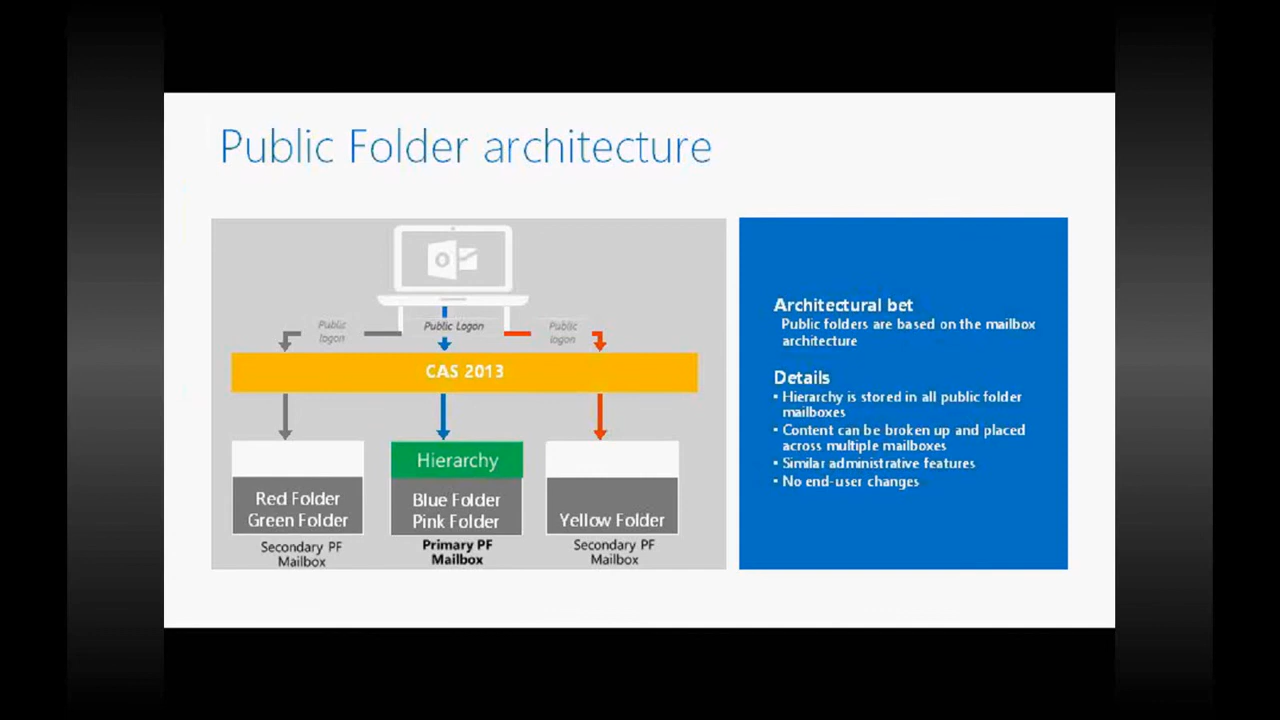 Public Folder architecture
Public
logon
Public Logon
Public
logon
CAS 2013
Hierarchy
Red Folder
Green Folder
Blue Folder
Pink Folder
Yellow Folder
Secondary PF
Mailbox
Primary PF
Mailbox
Secondary PF
Mailbox
Architectural bet
Public folders are based on the mailbox
architecture
Details
▪ Hierarchy is stored in all public folder
mailboxes
▪ Content can be broken up and placed
across multiple mailboxes
▪ Similar administrative features
▪ No end-user changes